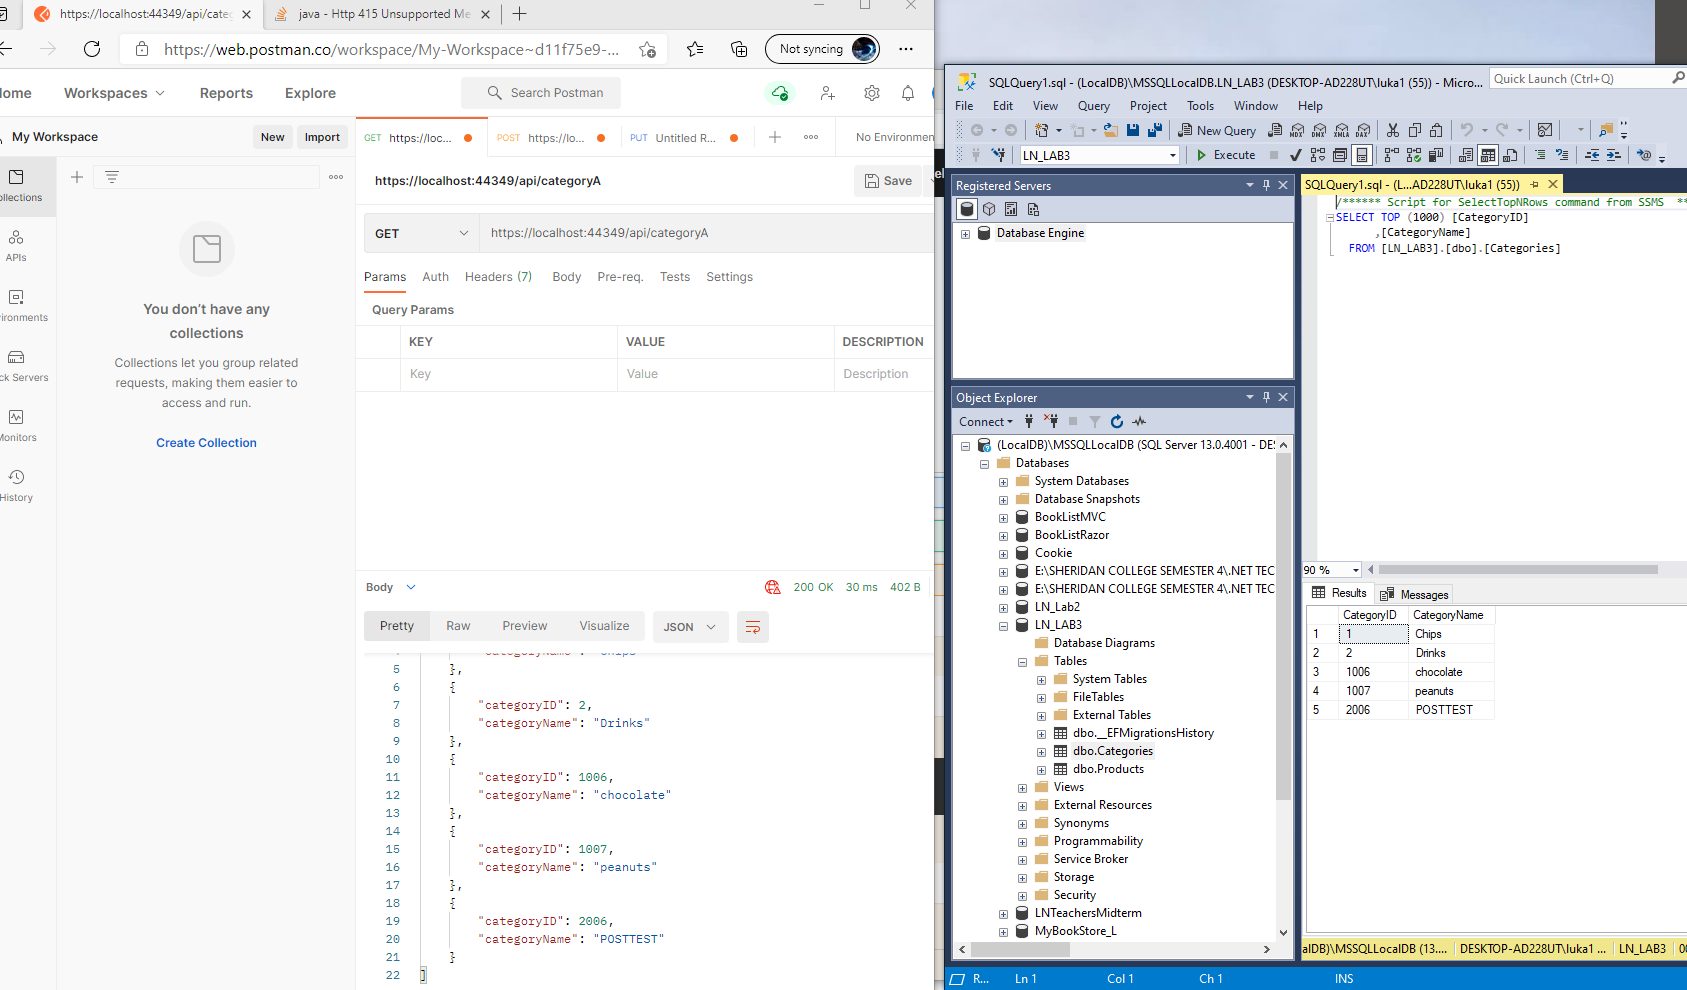 https://localhost:44349/api/categ
java - Http 415 Unsupported Me
https://web.postman.co/workspace/My-Workspace~d11f75e9-...
Not syncing
Home
Workspaces
Reports
Explore
Search Postman
My Workspace
New
Import
GET https://loc...
POST https://lo...
PUT Untitled R...
No Environmen
ollections
APIs
ironments
ck Servers
Monitors
History
You don't have any
collections
Collections let you group related
requests, making them easier to
access and run.
Create Collection
https://localhost:44349/api/categoryA
Save
GET
https://localhost:44349/api/categoryA
Params
Auth
Headers (7)
Body
Pre-req.
Tests
Settings
Query Params
KEY VALUE DESCRIPTION
Key Value Description
Body
200 OK 30 ms 402 B
Pretty
Raw
Preview
Visualize
JSON
4 "categoryName": "Chips"
5 },
6 {
7 "categoryID": 2,
8 "categoryName": "Drinks"
9 },
10 {
11 "categoryID": 1006,
12 "categoryName": "chocolate"
13 },
14 {
15 "categoryID": 1007,
16 "categoryName": "peanuts"
17 },
18 {
19 "categoryID": 2006,
20 "categoryName": "POSTTEST"
21 }
22 ]
SQLQuery1.sql - (LocalDB)\MSSQLLocalDB.LN_LAB3 (DESKTOP-AD228UT\luka1 (55)) - Micro...
Quick Launch (Ctrl+Q)
File Edit View Query Project Tools Window Help
New Query
MDX DMX XMLA DAX
LN_LAB3
Execute
Registered Servers
Database Engine
Object Explorer
Connect
(LocalDB)\MSSQLLocalDB (SQL Server 13.0.4001 - DES
Databases
System Databases
Database Snapshots
BookListMVC
BookListRazor
Cookie
E:\SHERIDAN COLLEGE SEMESTER 4\.NET TEC
E:\SHERIDAN COLLEGE SEMESTER 4\.NET TEC
LN_Lab2
LN_LAB3
Database Diagrams
Tables
System Tables
FileTables
External Tables
dbo.__EFMigrationsHistory
dbo.Categories
dbo.Products
Views
External Resources
Synonyms
Programmability
Service Broker
Storage
Security
LNTeachersMidterm
MyBookStore_L
SQLQuery1.sql - (L...AD228UT\luka1 (55))
/****** Script for SelectTopNRows command from SSMS **
SELECT TOP (1000) [CategoryID]
,[CategoryName]
FROM [LN_LAB3].[dbo].[Categories]
90 %
Results
Messages
CategoryID CategoryName
1 1 Chips
2 2 Drinks
3 1006 chocolate
4 1007 peanuts
5 2006 POSTTEST
alDB)\MSSQLLocalDB (13.... DESKTOP-AD228UT\luka1 ... LN_LAB3 00
R... Ln 1 Col 1 Ch 1 INS